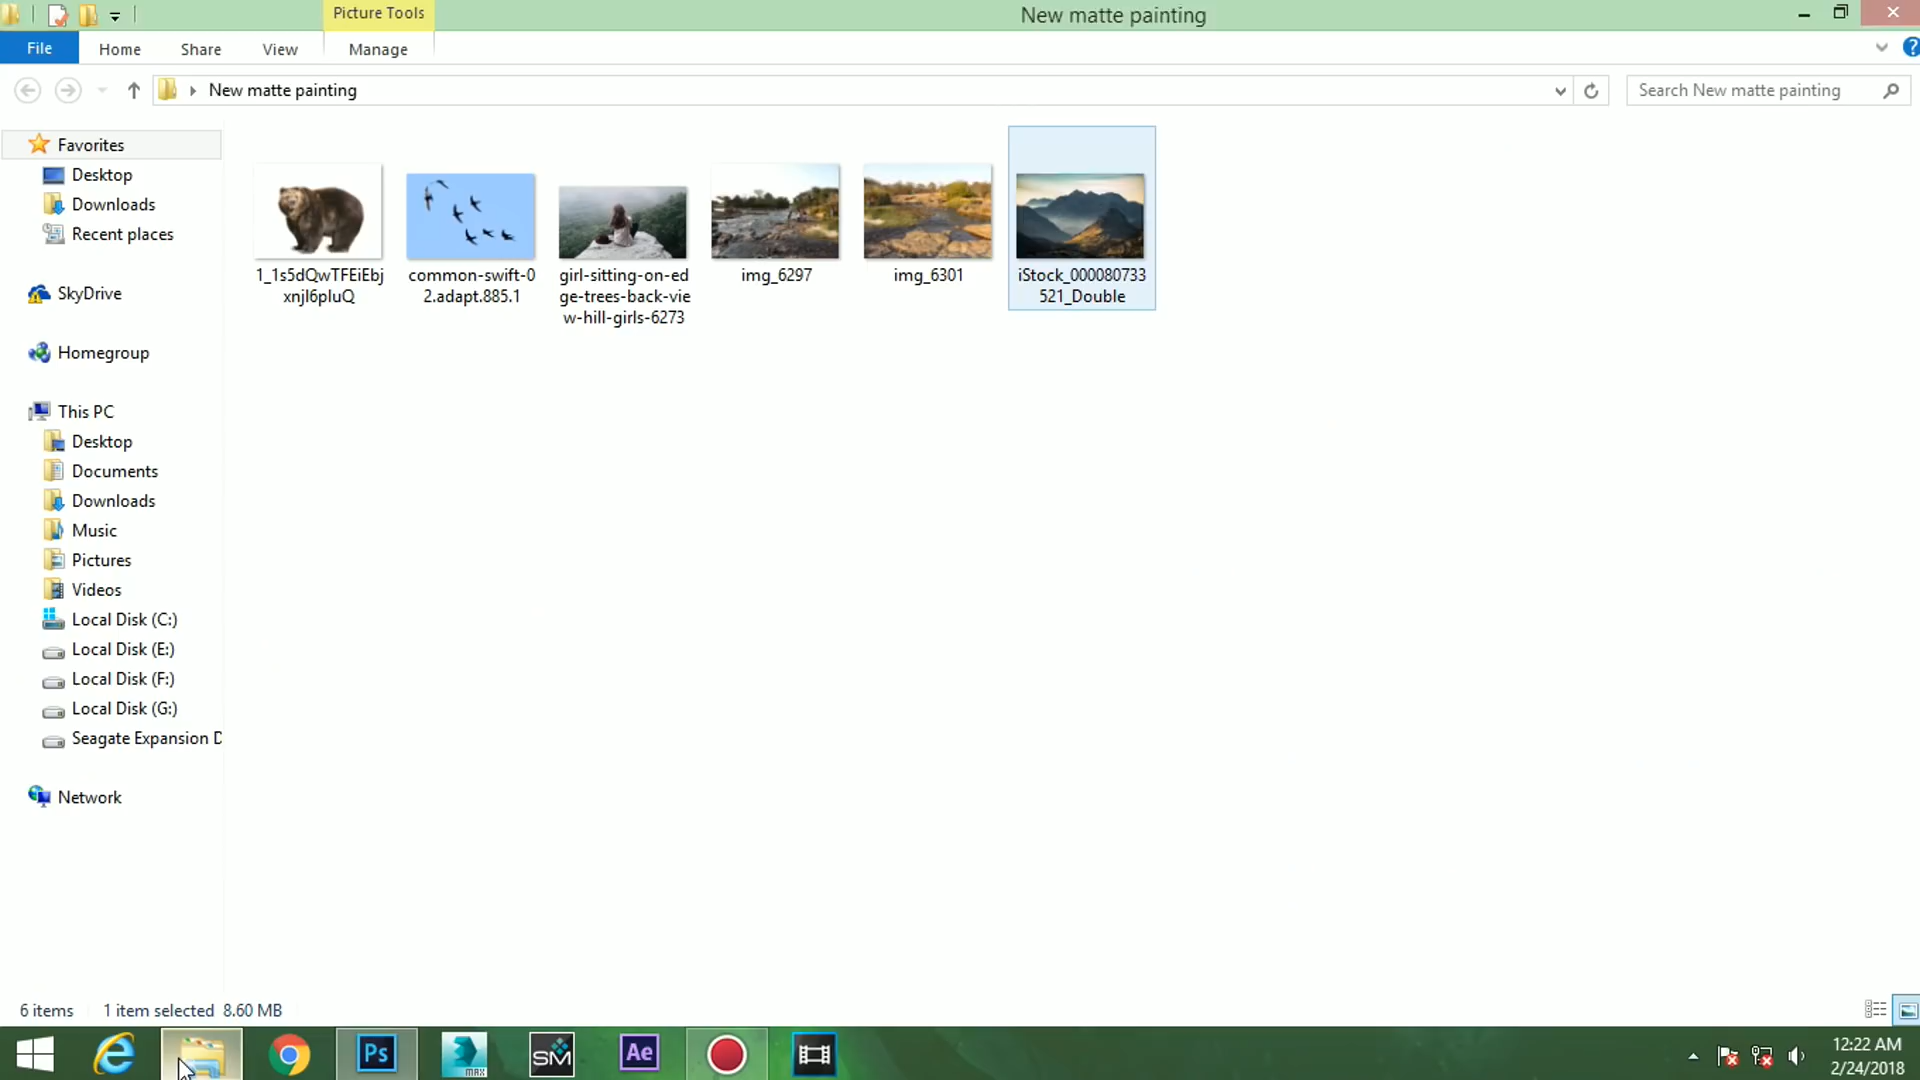 Picture Tools
New matte painting
File
Home
Share
View
Manage
New matte painting
Search New matte painting
Favorites
Desktop
Downloads
Recent places
SkyDrive
Homegroup
This PC
Desktop
Documents
Downloads
Music
Pictures
Videos
Local Disk (C:)
Local Disk (E:)
Local Disk (F:)
Local Disk (G:)
Seagate Expansion D
Network
1_1s5dQwTFEiEbj
xnjl6pluQ
common-swift-0
2.adapt.885.1
girl-sitting-on-ed
ge-trees-back-vie
w-hill-girls-6273
img_6297
img_6301
iStock_000080733
521_Double
6 items
1 item selected 8.60 MB
Ps
MAX
SM
Ae
12:22 AM
2/24/2018